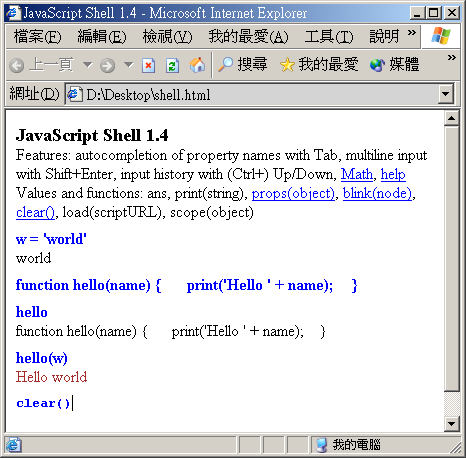 JavaScript Shell 1.4 - Microsoft Internet Explorer
檔案(F) 編輯(E) 檢視(V) 我的最愛(A) 工具(T) 說明 »
上一頁 搜尋 我的最愛 媒體 »
網址(D) D:\Desktop\shell.html
JavaScript Shell 1.4
Features: autocompletion of property names with Tab, multiline input
with Shift+Enter, input history with (Ctrl+) Up/Down, Math, help
Values and functions: ans, print(string), props(object), blink(node),
clear(), load(scriptURL), scope(object)
w = 'world'
world
function hello(name) { print('Hello ' + name); }
hello
function hello(name) { print('Hello ' + name); }
hello(w)
Hello world
clear()
我的電腦